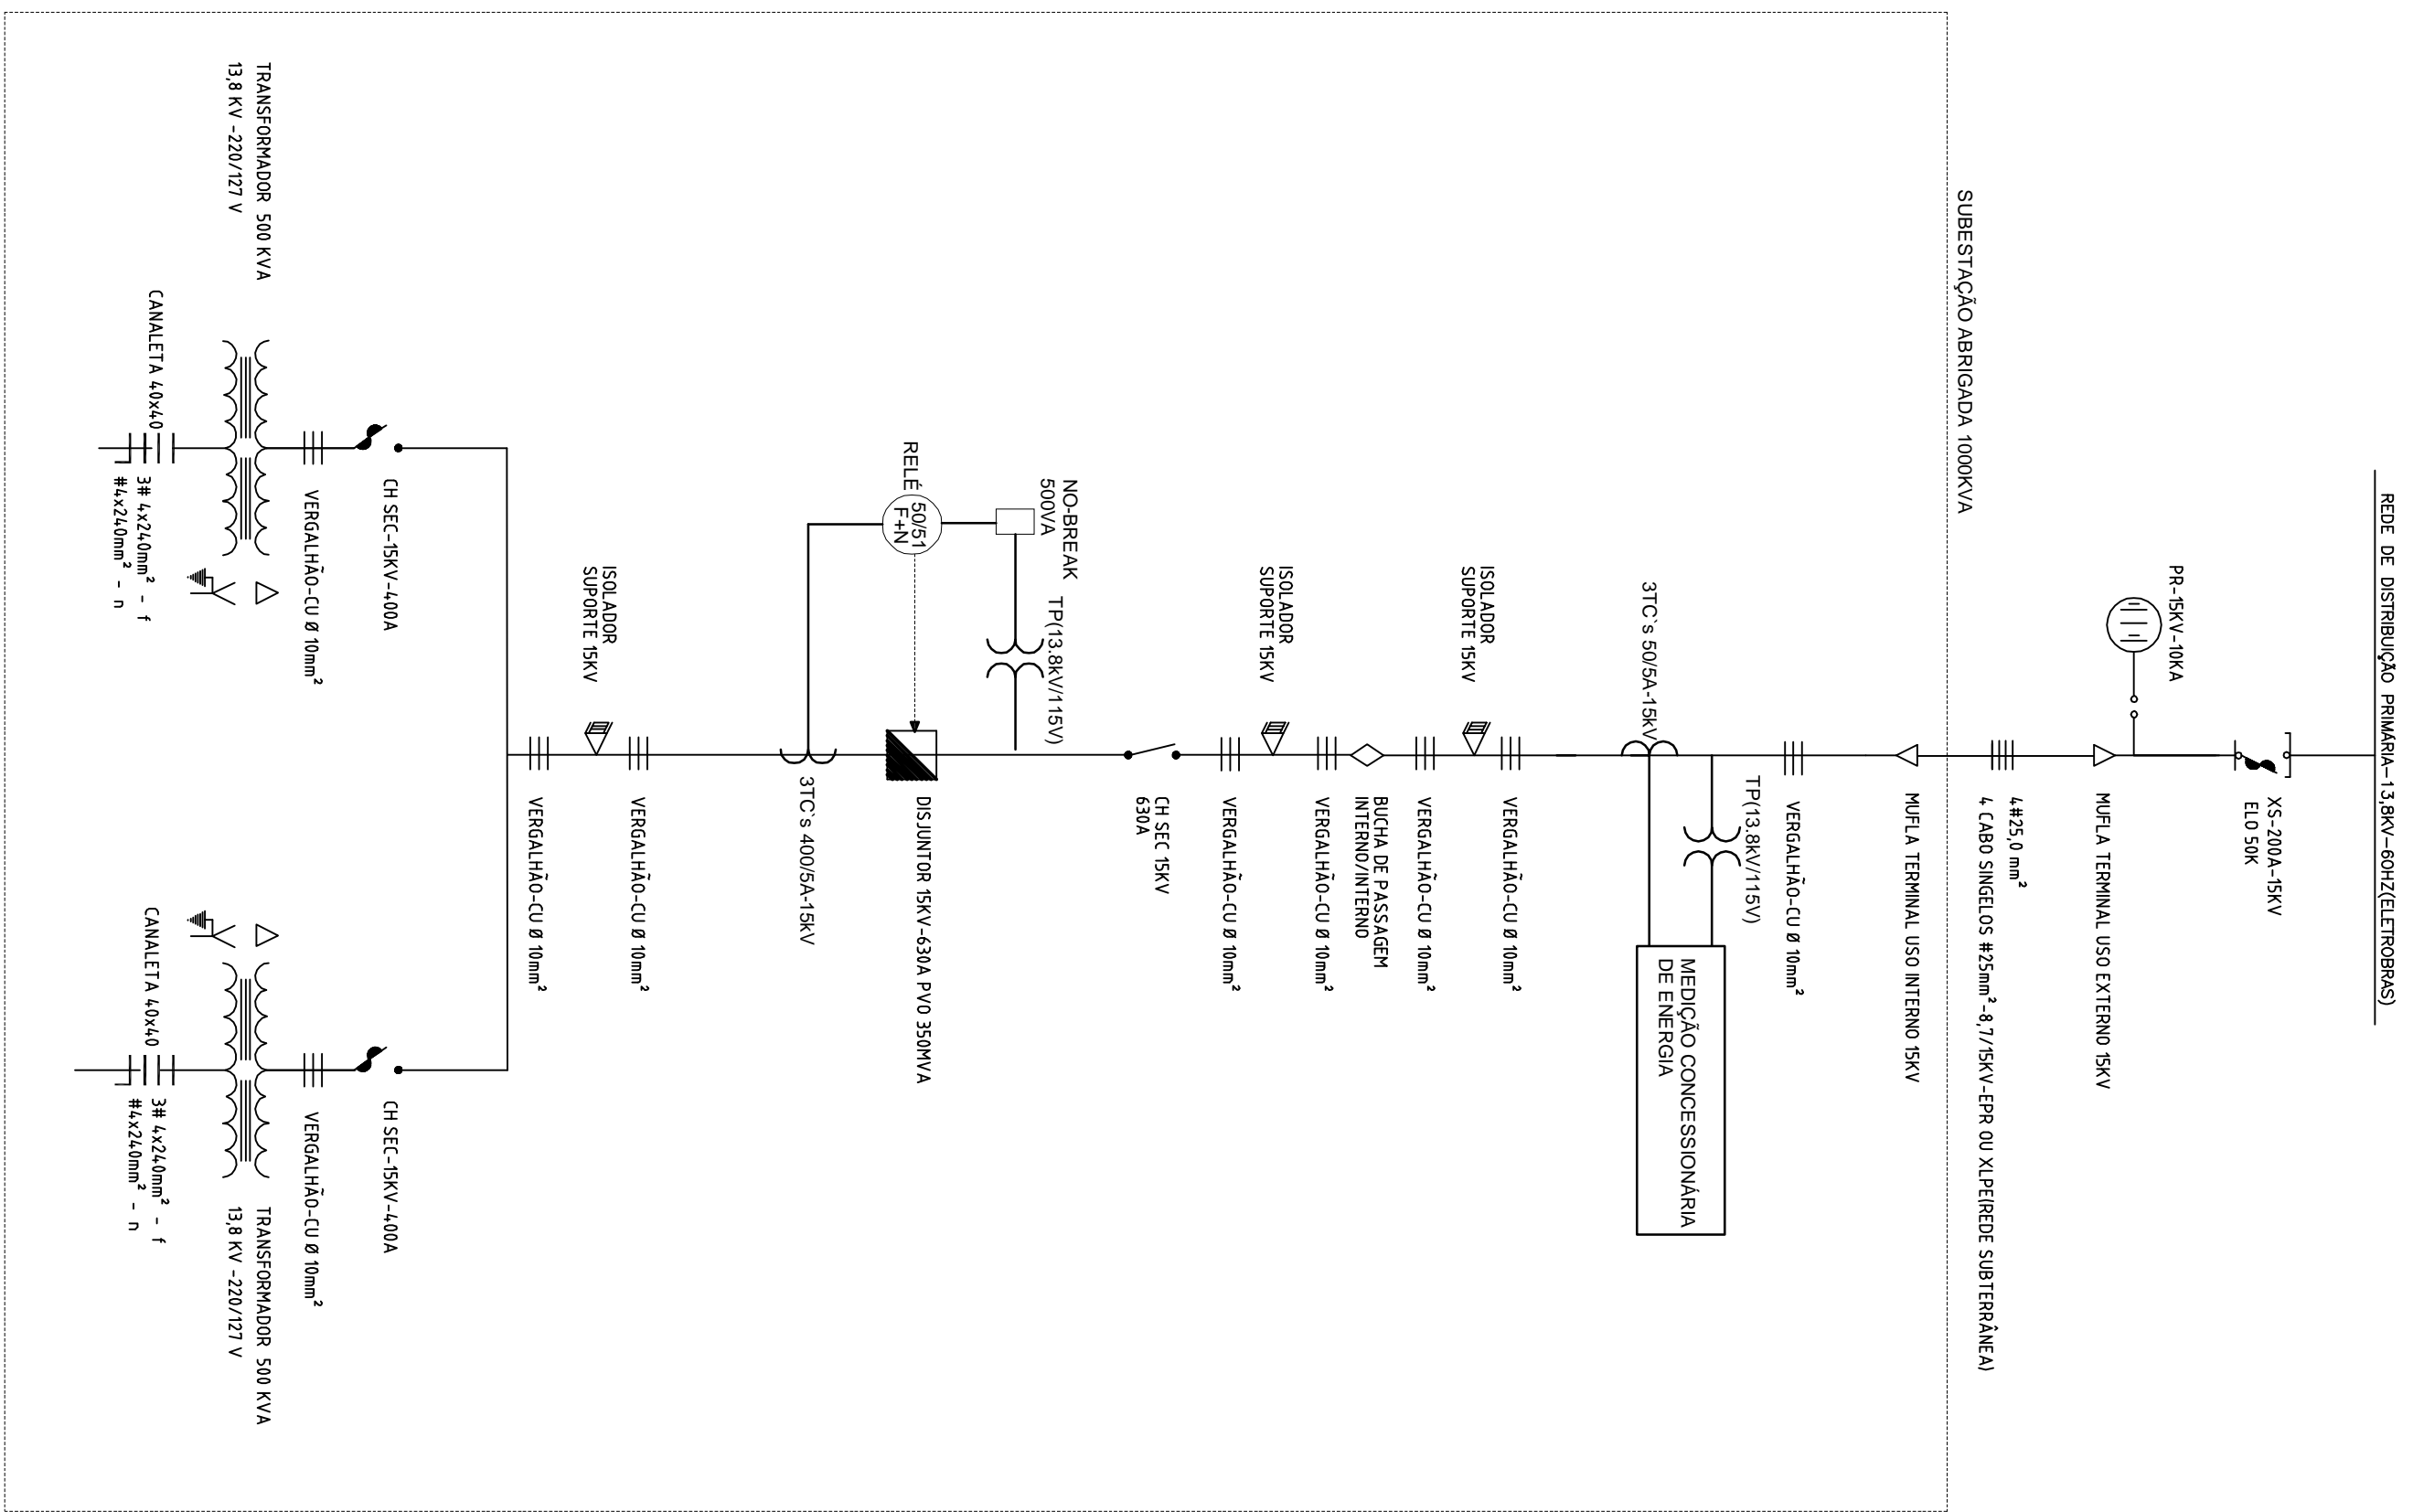 REDE DE DISTRIBUIÇÃO PRIMÁRIA-13,8KV-60HZ(ELETROBRAS)
XS-200A-15KV
ELO 50K
PR-15KV-10KA
MUFLA TERMINAL USO EXTERNO 15KV
4#25,0 mm²
4 CABO SINGELOS #25mm²-8,7/15KV-EPR OU XLPE(REDE SUBTERRÂNEA)
SUBESTAÇÃO ABRIGADA 1000KVA
MUFLA TERMINAL USO INTERNO 15KV
VERGALHÃO-CU Ø 10mm²
TP(13.8kV/115V)
MEDIÇÃO CONCESSIONÁRIA
DE ENERGIA
3TC`s 50/5A-15kV
VERGALHÃO-CU Ø 10mm²
ISOLADOR
SUPORTE 15KV
VERGALHÃO-CU Ø 10mm²
BUCHA DE PASSAGEM
INTERNO/INTERNO
VERGALHÃO-CU Ø 10mm²
ISOLADOR
SUPORTE 15KV
VERGALHÃO-CU Ø 10mm²
CH SEC 15KV
630A
NO-BREAK
500VA
TP(13.8kV/115V)
RELÉ
50/51
F+N
DISJUNTOR 15KV-630A PVO 350MVA
3TC`s 400/5A-15kV
VERGALHÃO-CU Ø 10mm²
ISOLADOR
SUPORTE 15KV
VERGALHÃO-CU Ø 10mm²
CH SEC-15KV-400A
VERGALHÃO-CU Ø 10mm²
TRANSFORMADOR 500 KVA
13,8 KV -220/127 V
CANALETA 40x40
3# 4x240mm² - f
#4x240mm² - n
CH SEC-15KV-400A
VERGALHÃO-CU Ø 10mm²
TRANSFORMADOR 500 KVA
13,8 KV -220/127 V
CANALETA 40x40
3# 4x240mm² - f
#4x240mm² - n